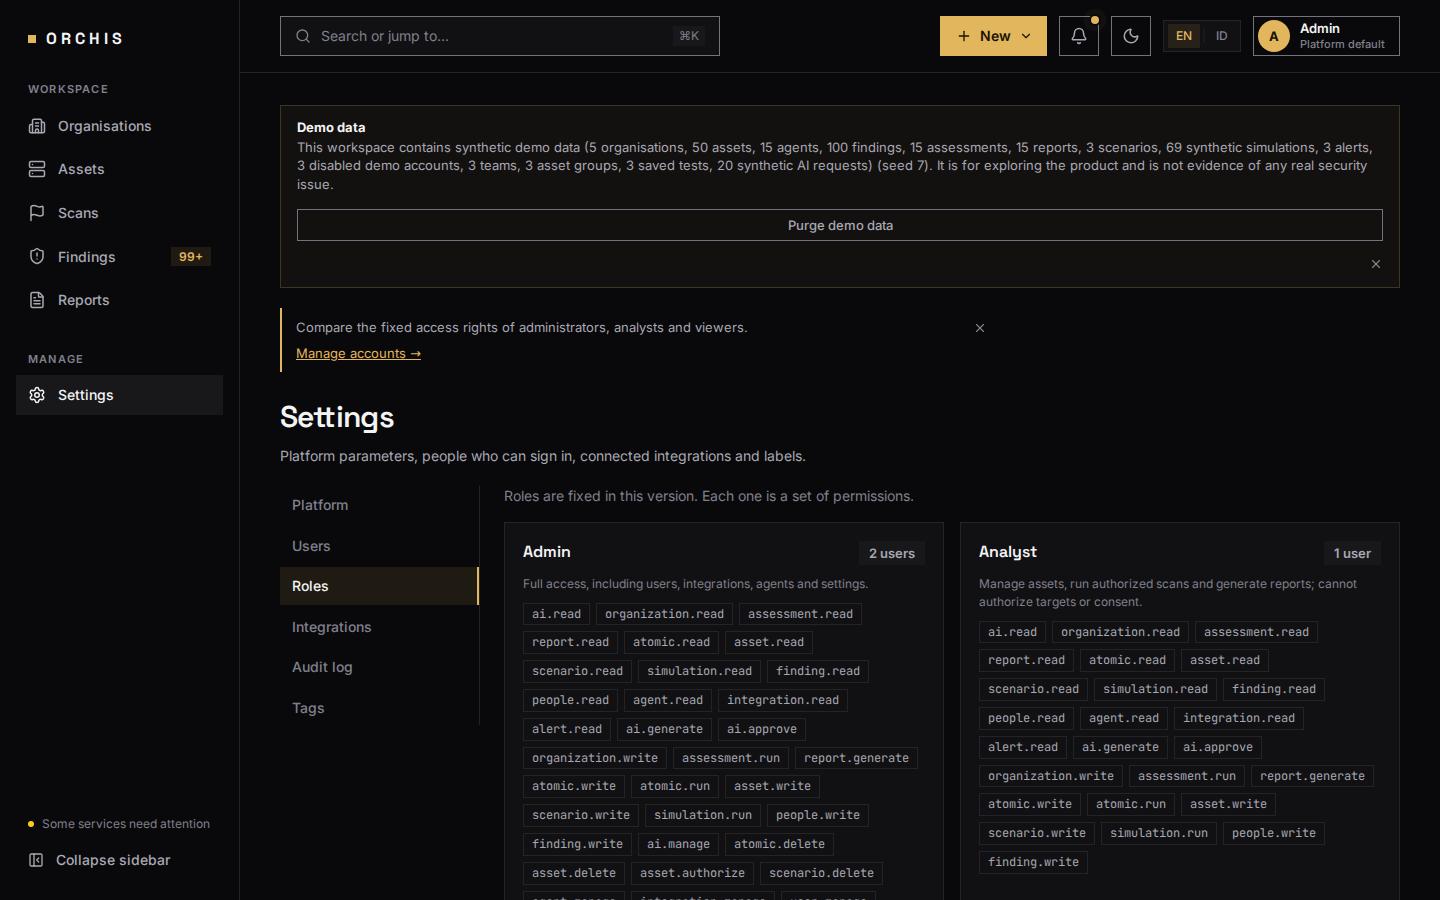 ORCHIS
Search or jump to...
⌘K
New
EN
ID
A
Admin
Platform default
WORKSPACE
Organisations
Assets
Scans
Findings
99+
Reports
MANAGE
Settings
Some services need attention
Collapse sidebar
Demo data
This workspace contains synthetic demo data (5 organisations, 50 assets, 15 agents, 100 findings, 15 assessments, 15 reports, 3 scenarios, 69 synthetic simulations, 3 alerts,
3 disabled demo accounts, 3 teams, 3 asset groups, 3 saved tests, 20 synthetic AI requests) (seed 7). It is for exploring the product and is not evidence of any real security
issue.
Purge demo data
Compare the fixed access rights of administrators, analysts and viewers.
Manage accounts →
Settings
Platform parameters, people who can sign in, connected integrations and labels.
Platform
Users
Roles
Integrations
Audit log
Tags
Roles are fixed in this version. Each one is a set of permissions.
Admin
2 users
Full access, including users, integrations, agents and settings.
ai.read organization.read assessment.read
report.read atomic.read asset.read
scenario.read simulation.read finding.read
people.read agent.read integration.read
alert.read ai.generate ai.approve
organization.write assessment.run report.generate
atomic.write atomic.run asset.write
scenario.write simulation.run people.write
finding.write ai.manage atomic.delete
asset.delete asset.authorize scenario.delete
Analyst
1 user
Manage assets, run authorized scans and generate reports; cannot
authorize targets or consent.
ai.read organization.read assessment.read
report.read atomic.read asset.read
scenario.read simulation.read finding.read
people.read agent.read integration.read
alert.read ai.generate ai.approve
organization.write assessment.run report.generate
atomic.write atomic.run asset.write
scenario.write simulation.run people.write
finding.write